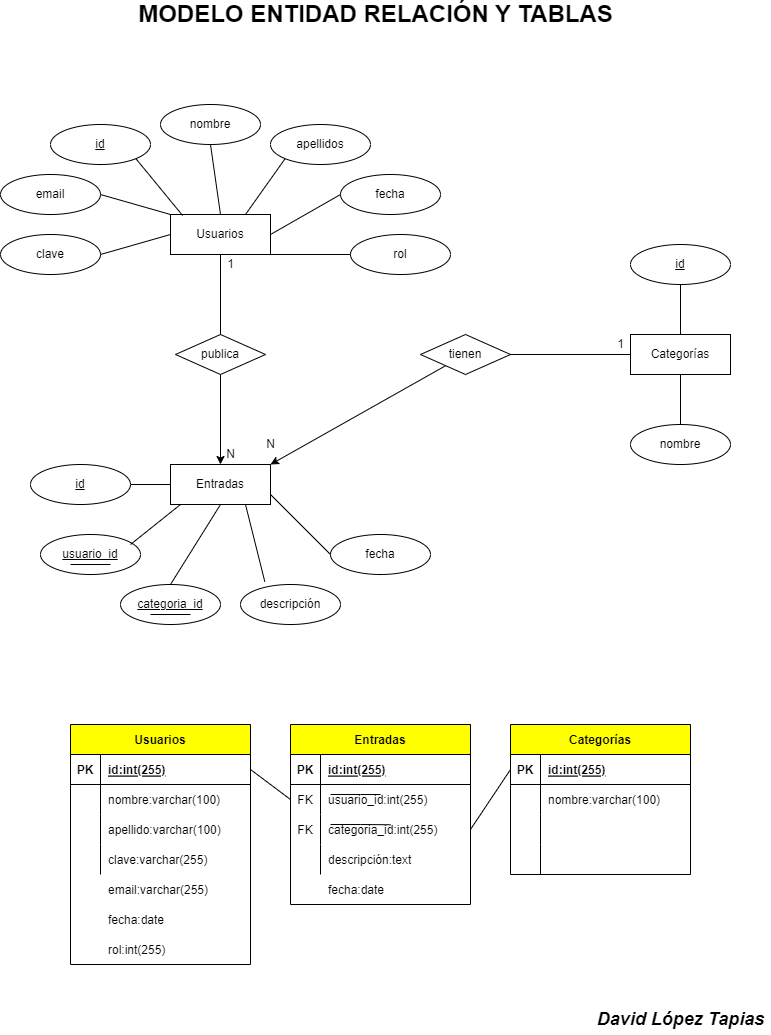 MODELO ENTIDAD RELACIÓN Y TABLAS
nombre
id
apellidos
email
fecha
Usuarios
clave
rol
1
id
publica
tienen
1
Categorías
N
N
nombre
id
Entradas
usuario_id
fecha
categoria_id
descripción
Usuarios
PK id:int(255)
nombre:varchar(100)
apellido:varchar(100)
clave:varchar(255)
email:varchar(255)
fecha:date
rol:int(255)
Entradas
PK id:int(255)
FK usuario_id:int(255)
FK categoria_id:int(255)
descripción:text
fecha:date
Categorías
PK id:int(255)
nombre:varchar(100)
David López Tapias